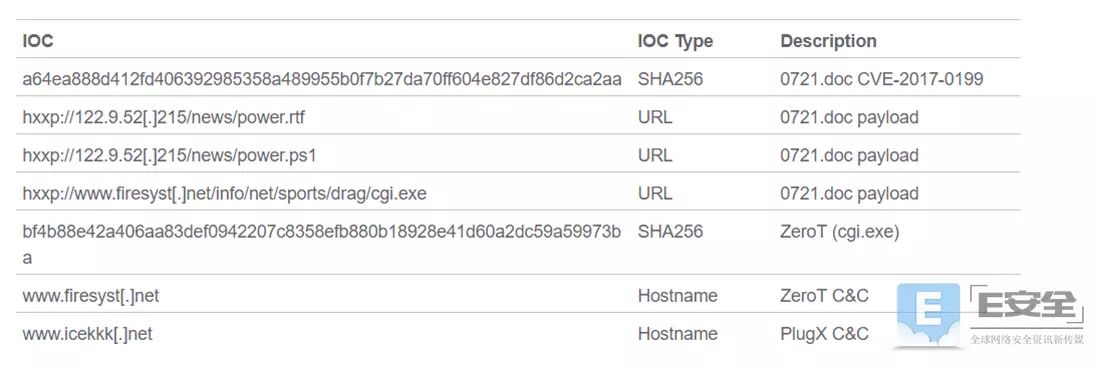 IOC IOC Type Description
a64ea888d412fd406392985358a489955b0f7b27da70ff604e827df86d2ca2aa SHA256 0721.doc CVE-2017-0199
hxxp://122.9.52[.]215/news/power.rtf URL 0721.doc payload
hxxp://122.9.52[.]215/news/power.ps1 URL 0721.doc payload
hxxp://www.firesyst[.]net/info/net/sports/drag/cgi.exe URL 0721.doc payload
bf4b88e42a406aa83def0942207c8358efb880b18928e41d60a2dc59a59973b SHA256 ZeroT (cgi.exe)
a
www.firesyst[.]net Hostname ZeroT C&C
www.icekkk[.]net Hostname PlugX C&C
E
E安全
全球网络安全资讯新传媒